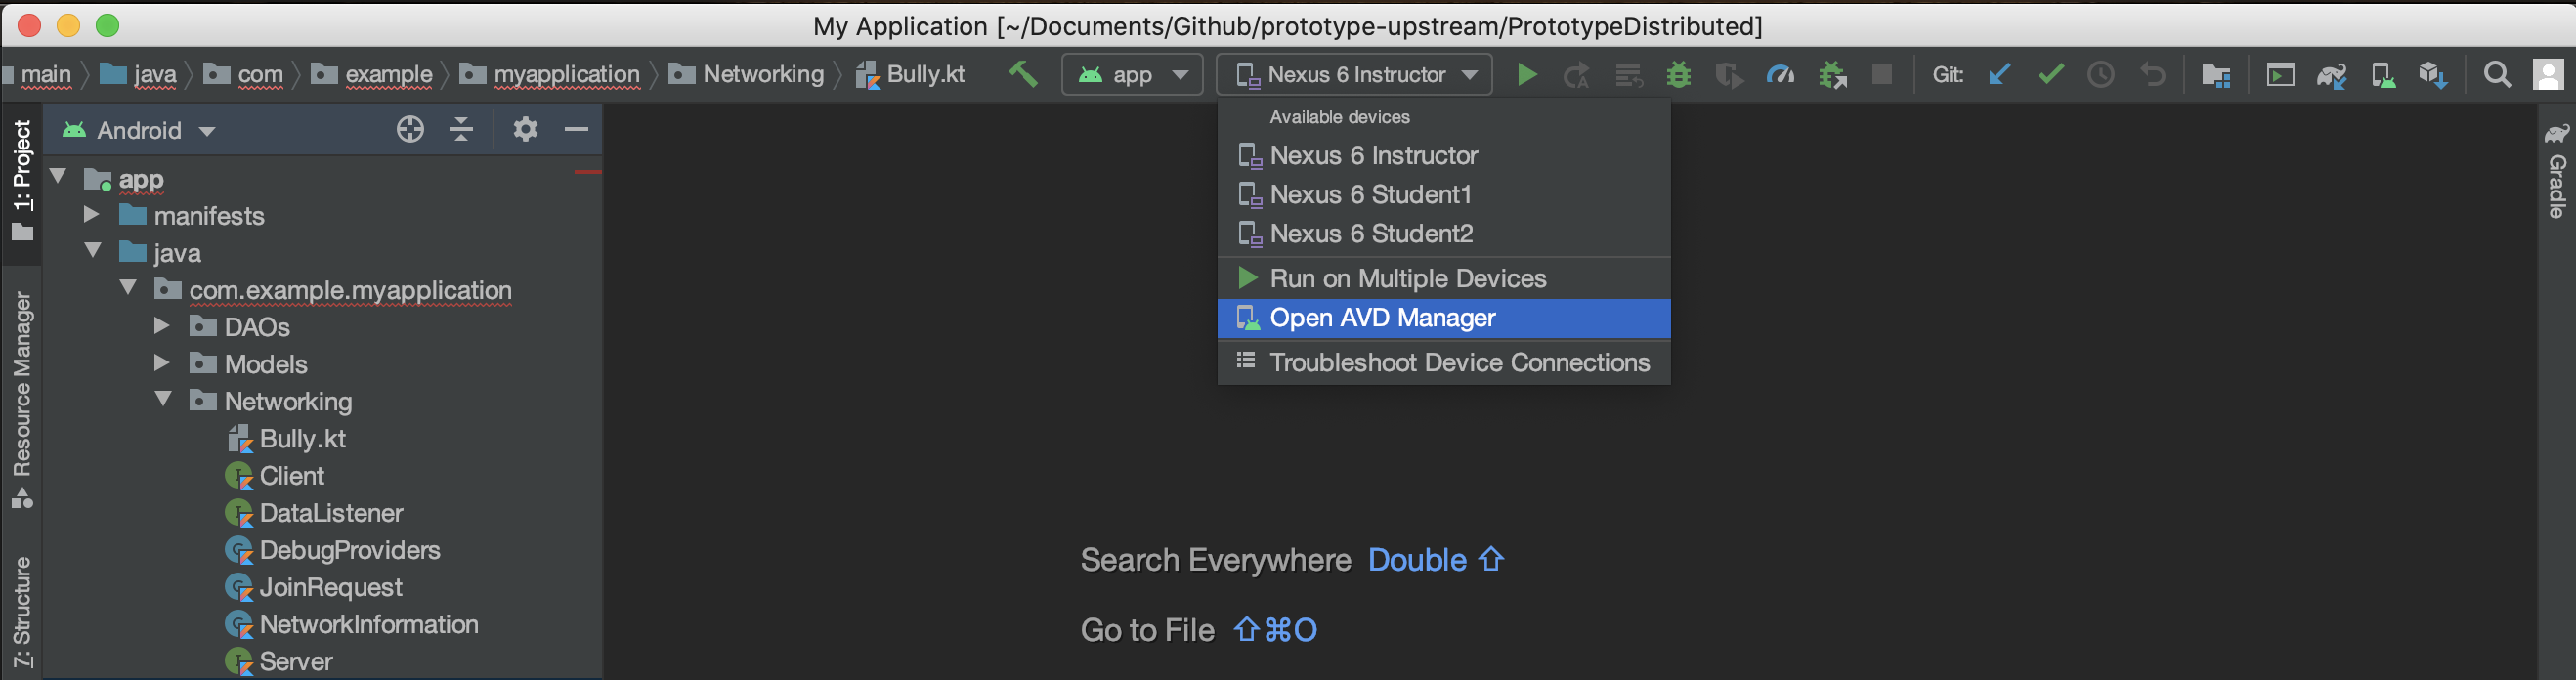 My Application [~/Documents/Github/prototype-upstream/PrototypeDistributed]
main java com example myapplication Networking Bully.kt app Nexus 6 Instructor Git:
1: Project
Resource Manager
7: Structure
Android
app
manifests
java
com.example.myapplication
DAOs
Models
Networking
Bully.kt
Client
DataListener
DebugProviders
JoinRequest
NetworkInformation
Server
Available devices
Nexus 6 Instructor
Nexus 6 Student1
Nexus 6 Student2
Run on Multiple Devices
Open AVD Manager
Troubleshoot Device Connections
Search Everywhere Double ⇧
Go to File ⇧⌘O
Gradle